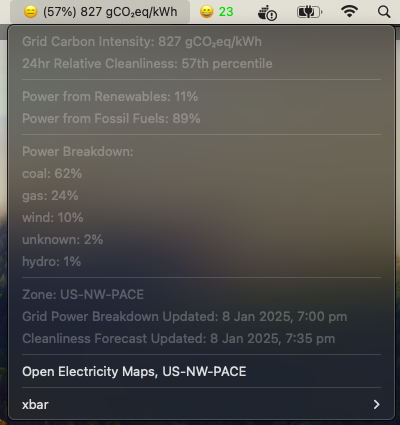 😑 (57%) 827 gCO₂eq/kWh 😀 23
Grid Carbon Intensity: 827 gCO₂eq/kWh
24hr Relative Cleanliness: 57th percentile
Power from Renewables: 11%
Power from Fossil Fuels: 89%
Power Breakdown:
coal: 62%
gas: 24%
wind: 10%
unknown: 2%
hydro: 1%
Zone: US-NW-PACE
Grid Power Breakdown Updated: 8 Jan 2025, 7:00 pm
Cleanliness Forecast Updated: 8 Jan 2025, 7:35 pm
Open Electricity Maps, US-NW-PACE
xbar